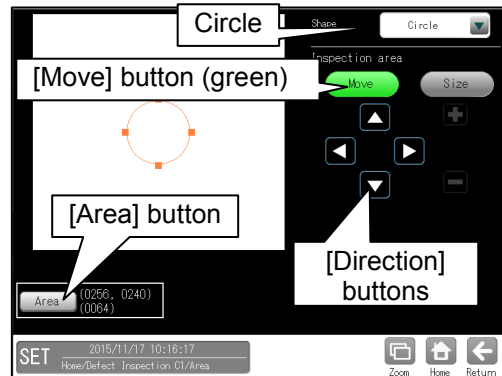 Circle
Shape
Circle
Inspection area
[Move] button (green)
Move
Size
[Area] button
[Direction]
buttons
Area
(0256, 0240)
(0064)
SET
2015/11/17 10:16:17
Home/Defect Inspection C1/Area
Zoom
Home
Return